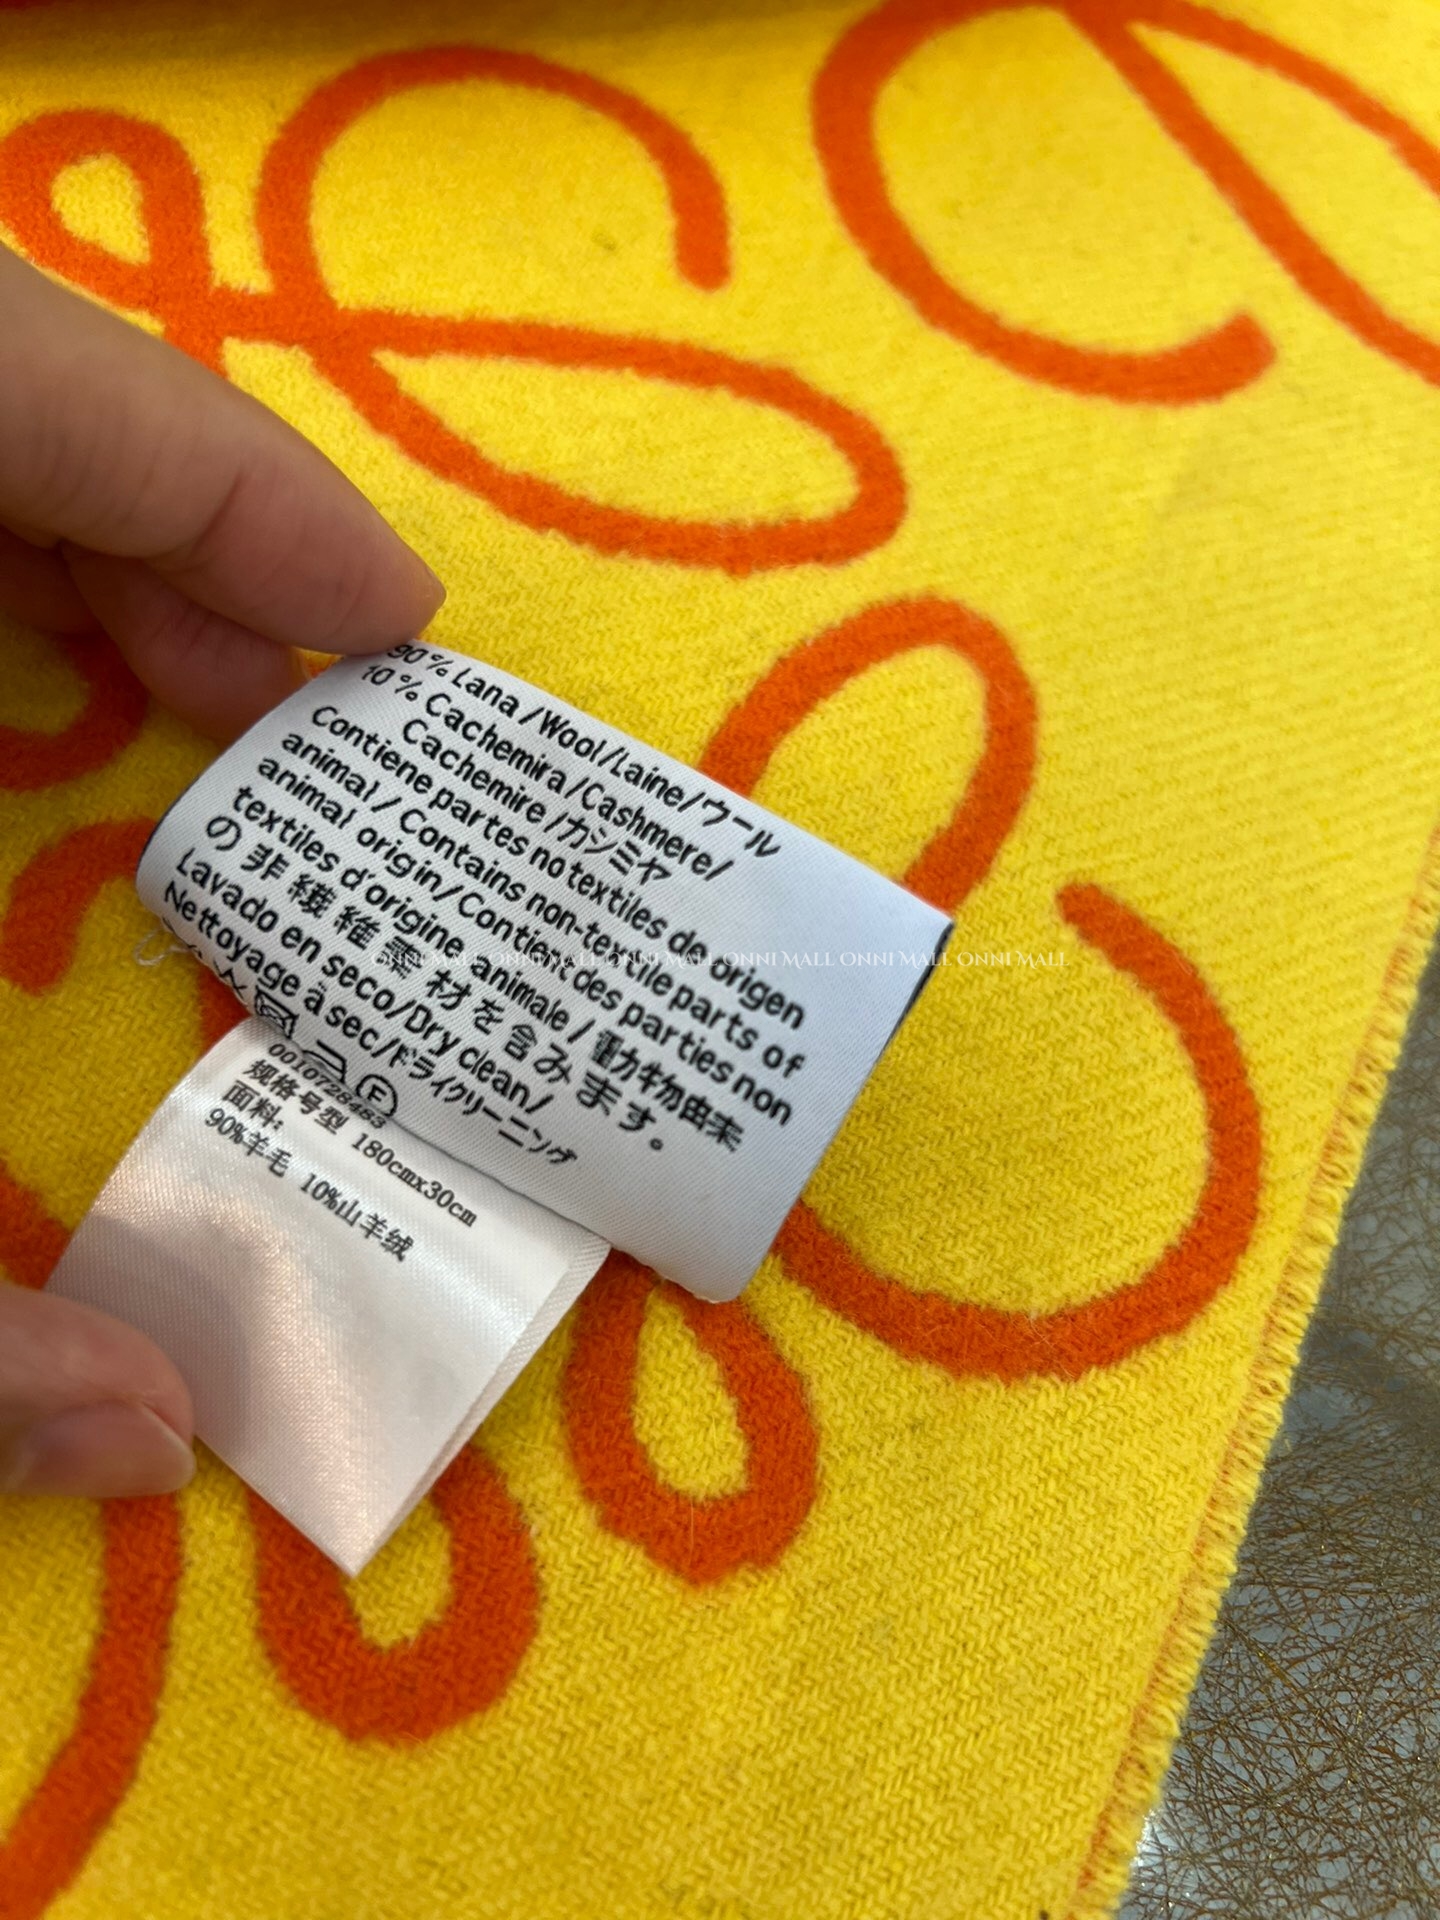 90% Lana/Wool/Laine/ウール
10% Cachemira/Cashmere/
Cachemire/カシミヤ
Contiene partes no textiles de origen
animal/Contains non-textile parts of
animal origin/Contient des parties non
textiles d'origine animale/動物由来
の非繊維素材を含みます。
Lavado en seco/Dry clean/
Nettoyage à sec/ドライクリーニング
F
0010728483
规格号型 180cmx30cm
面料:
90%羊毛 10%山羊绒
ONNI MALL ONNI MALL ONNI MALL ONNI MALL ONNI MALL ONNI MALL